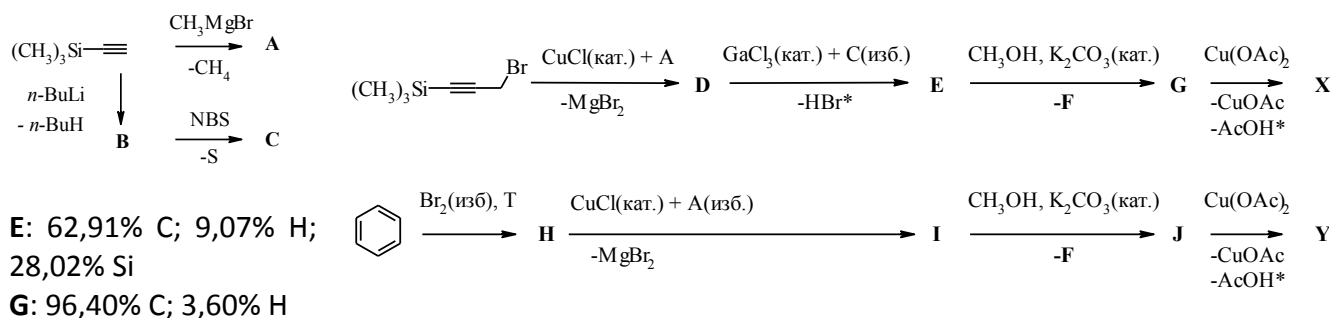 (CH₃)₃Si
CH₃MgBr
-CH₄
A
n-BuLi
- n-BuH
B
NBS
-S
C
(CH₃)₃Si
Br
CuCl(кат.) + A
-MgBr₂
D
GaCl₃(кат.) + C(изб.)
-HBr*
E
CH₃OH, K₂CO₃(кат.)
-F
G
Cu(OAc)₂
-CuOAc
-AcOH*
X
E: 62,91% C; 9,07% H;
28,02% Si
G: 96,40% C; 3,60% H
Br₂(изб), T
H
CuCl(кат.) + A(изб.)
-MgBr₂
I
CH₃OH, K₂CO₃(кат.)
-F
J
Cu(OAc)₂
-CuOAc
-AcOH*
Y